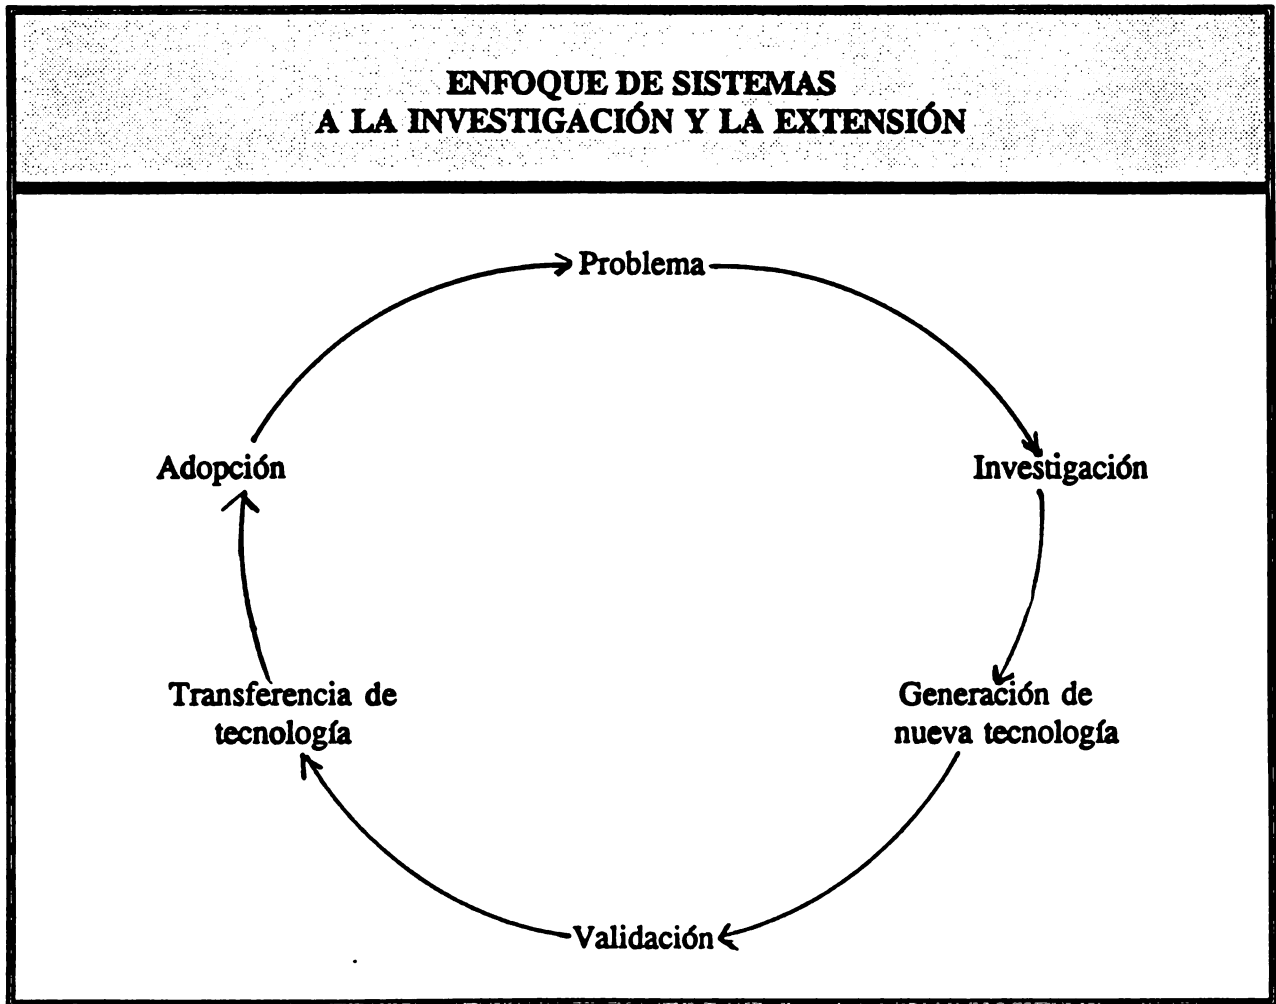 ENFOQUE DE SISTEMAS
A LA INVESTIGACIÓN Y LA EXTENSIÓN
Problema
Adopción
Investigación
Transferencia de
tecnología
Generación de
nueva tecnología
Validación